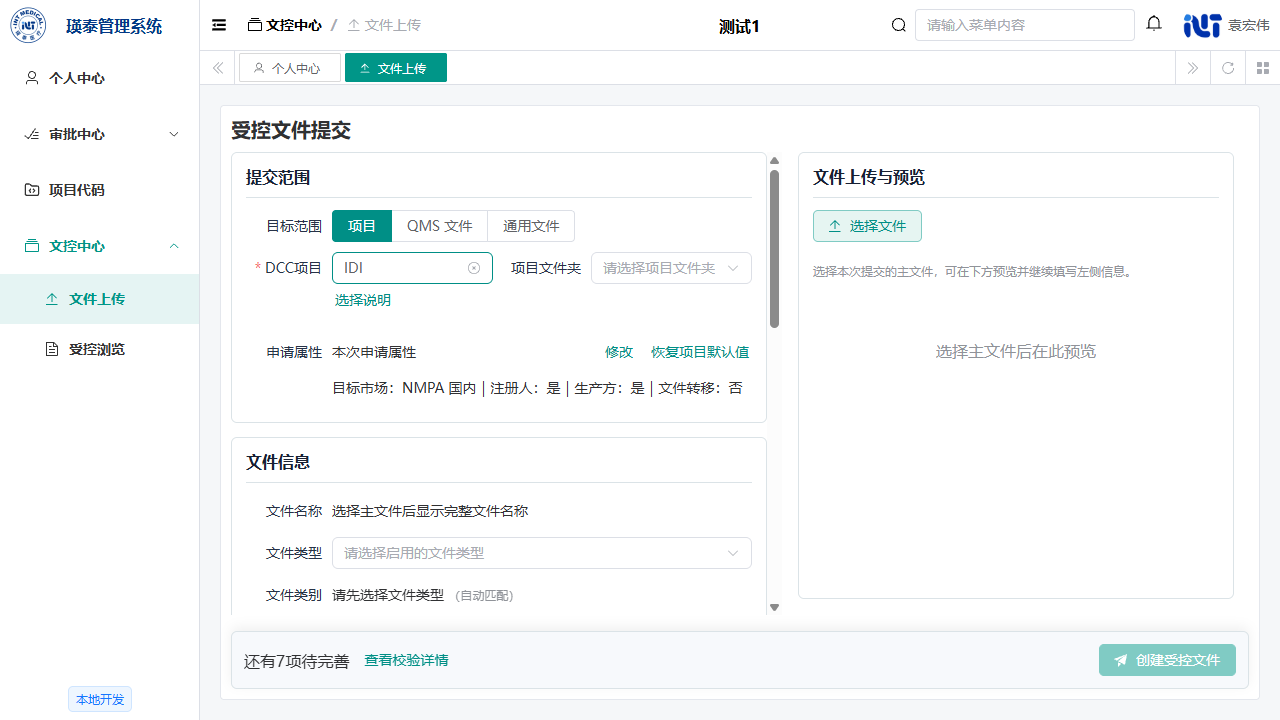 INT MEDICAL
瑛泰医疗
瑛泰管理系统
个人中心
审批中心
项目代码
文控中心
文件上传
受控浏览
本地开发
文控中心 / 文件上传
测试1
请输入菜单内容
袁宏伟
个人中心
文件上传
受控文件提交
提交范围
目标范围 项目 QMS 文件 通用文件
* DCC项目 IDI 项目文件夹 请选择项目文件夹
选择说明
申请属性 本次申请属性 修改 恢复项目默认值
目标市场：NMPA 国内 | 注册人：是 | 生产方：是 | 文件转移：否
文件信息
文件名称 选择主文件后显示完整文件名称
文件类型 请选择启用的文件类型
文件类别 请先选择文件类型 (自动匹配)
文件上传与预览
选择文件
选择本次提交的主文件，可在下方预览并继续填写左侧信息。
选择主文件后在此预览
还有7项待完善 查看校验详情
创建受控文件